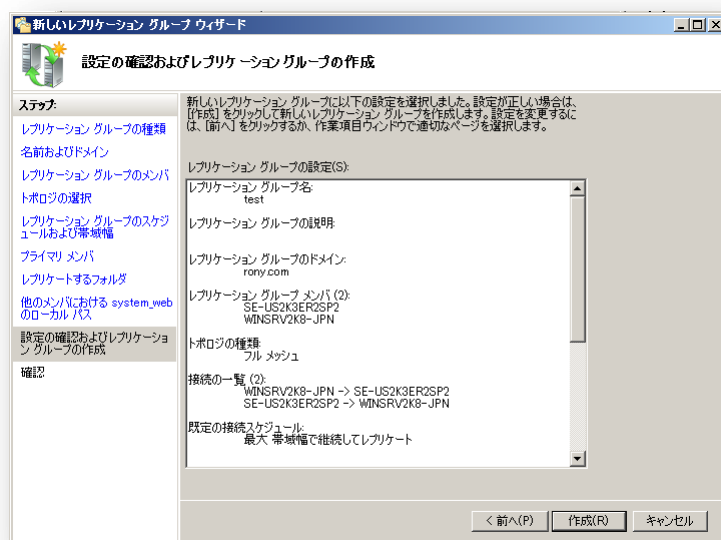 新しいレプリケーション グループ ウィザード
設定の確認およびレプリケーション グループの作成
ステップ:
レプリケーション グループの種類
名前およびドメイン
レプリケーション グループのメンバ
トポロジの選択
レプリケーション グループのスケジ
ュールおよび帯域幅
プライマリ メンバ
レプリケートするフォルダ
他のメンバにおける system_web
のローカル パス
設定の確認およびレプリケーショ
ン グループの作成
確認
新しいレプリケーション グループに以下の設定を選択しました。設定が正しい場合は、
[作成] をクリックして新しいレプリケーション グループを作成します。設定を変更するに
は、[前へ] をクリックするか、作業項目ウィンドウで適切なページを選択します。
レプリケーション グループの設定(S):
レプリケーション グループ名:
test
レプリケーション グループの説明:
レプリケーション グループのドメイン:
rony.com
レプリケーション グループ メンバ (2):
SE-US2K3ER2SP2
WINSRV2K8-JPN
トポロジの種類:
フル メッシュ
接続の一覧 (2):
WINSRV2K8-JPN -> SE-US2K3ER2SP2
SE-US2K3ER2SP2 -> WINSRV2K8-JPN
既定の接続スケジュール:
最大 帯域幅で継続してレプリケート
< 前へ(P)
作成(R)
キャンセル